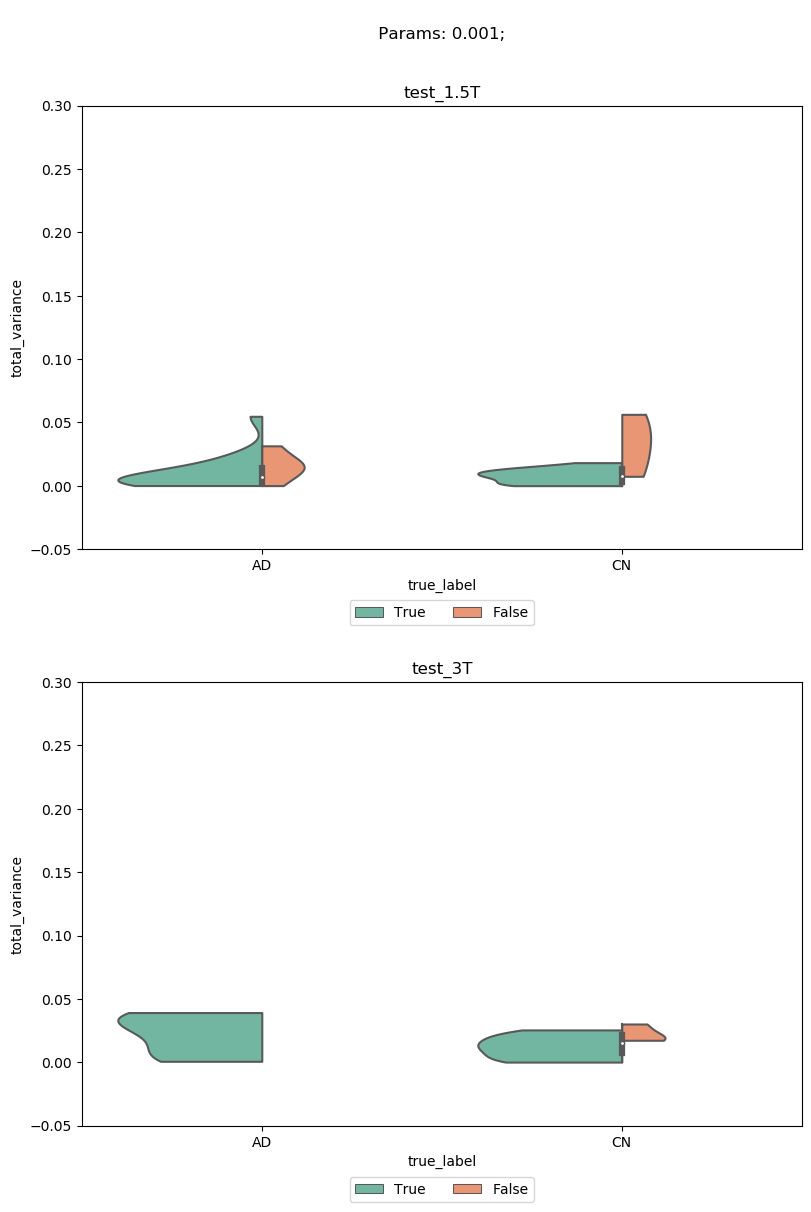 Params: 0.001;
test_1.5T
0.30
0.25
0.20
0.15
0.10
0.05
0.00
−0.05
total_variance
AD CN
true_label
True False
test_3T
0.30
0.25
0.20
0.15
0.10
0.05
0.00
−0.05
total_variance
AD CN
true_label
True False